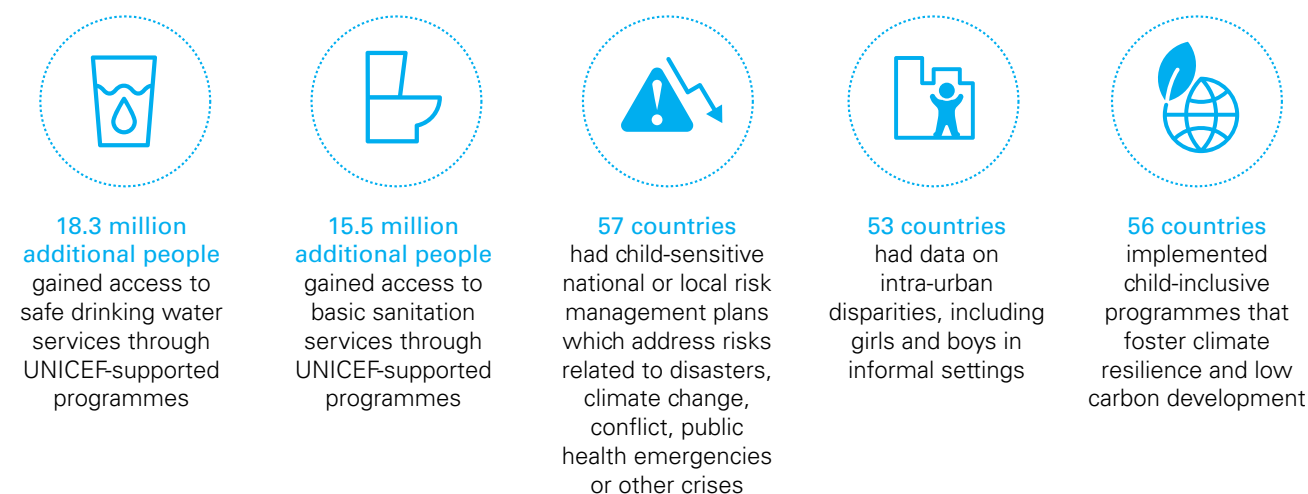 18.3 million
additional people
gained access to
safe drinking water
services through
UNICEF-supported
programmes
15.5 million
additional people
gained access to
basic sanitation
services through
UNICEF-supported
programmes
57 countries
had child-sensitive
national or local risk
management plans
which address risks
related to disasters,
climate change,
conflict, public
health emergencies
or other crises
53 countries
had data on
intra-urban
disparities, including
girls and boys in
informal settings
56 countries
implemented
child-inclusive
programmes that
foster climate
resilience and low
carbon development